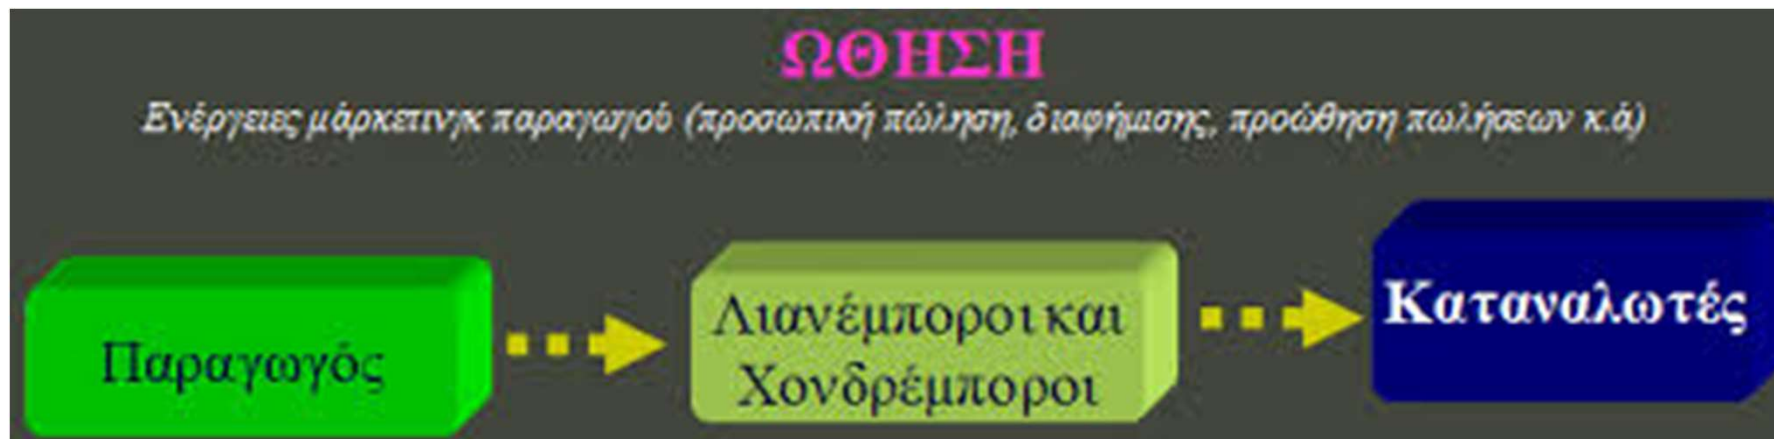 ΩΘΗΣΗ
Ενέργειες μάρκετινγκ παραγωγού (προσωπική πώληση, διαφήμισης, προώθηση πωλήσεων κ.ά)
Παραγωγός
Λιανέμποροι και
Χονδρέμποροι
Καταναλωτές